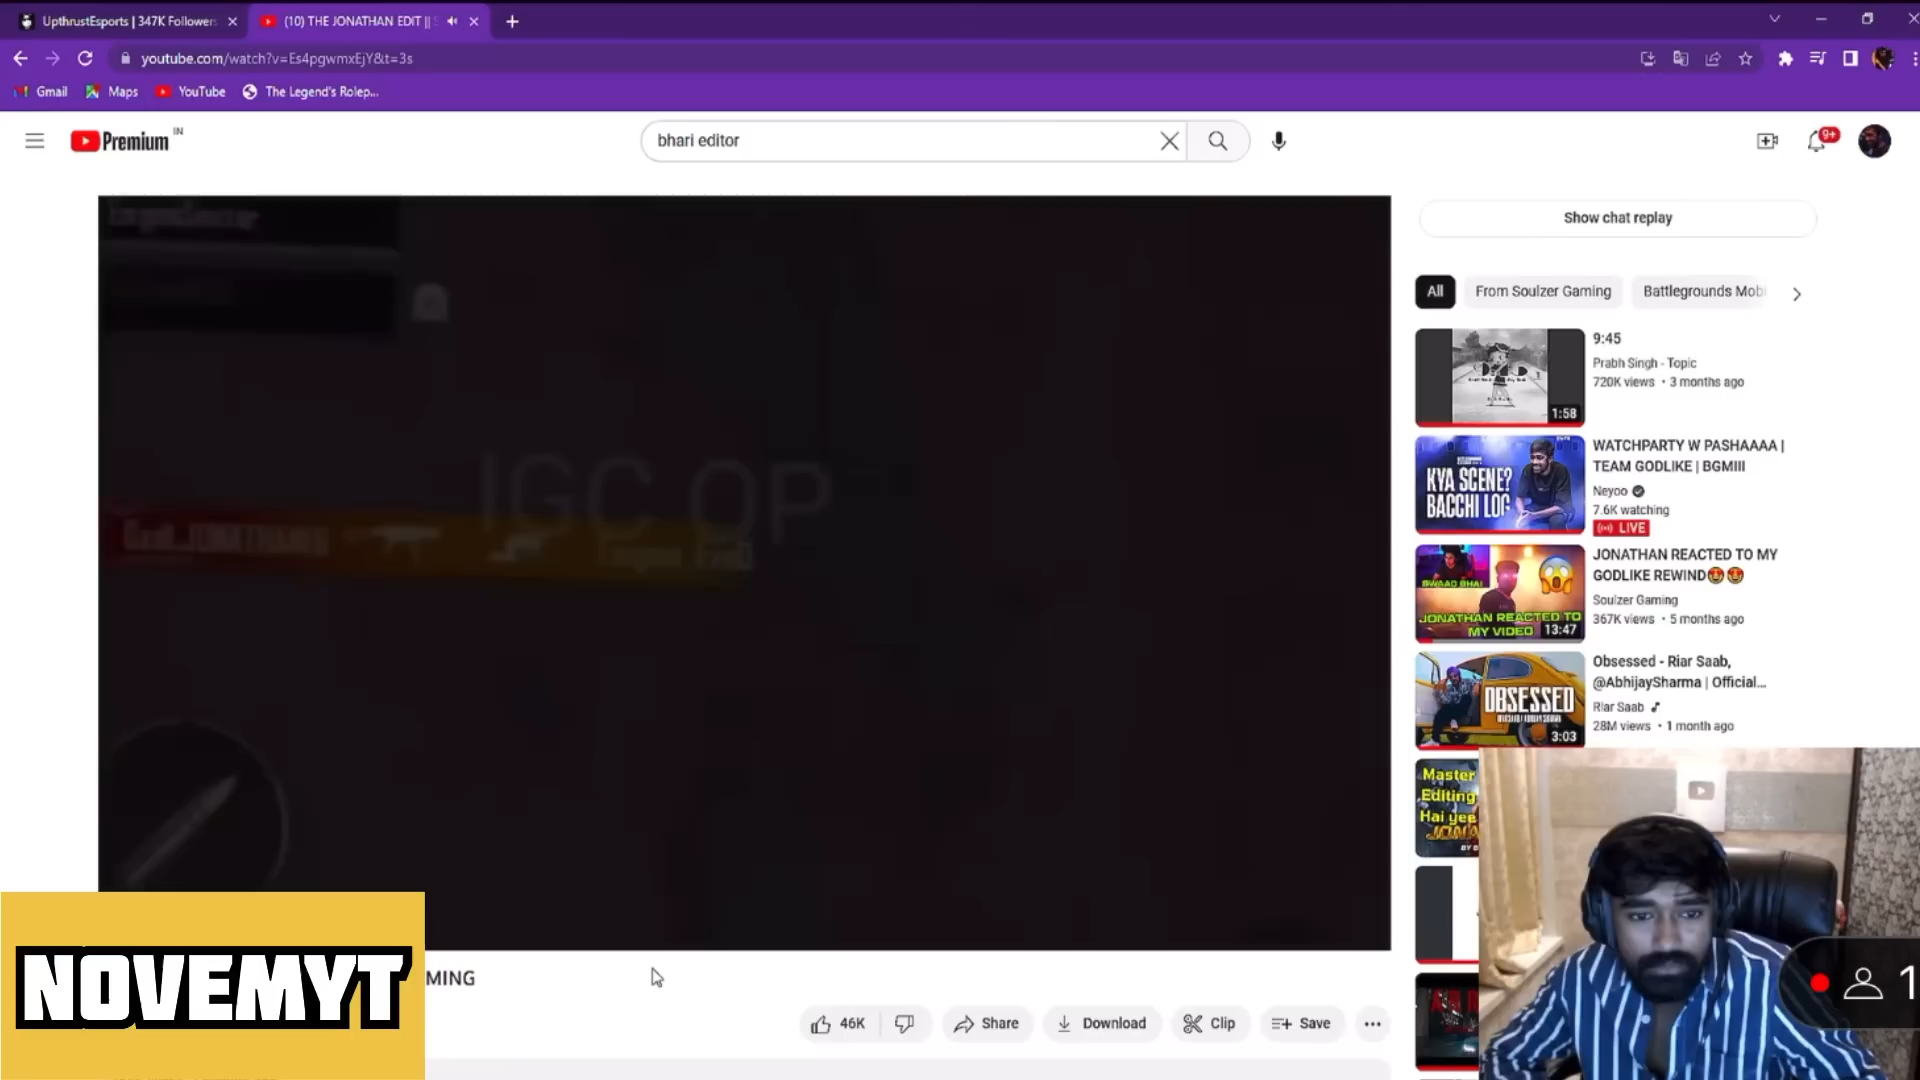 UpthrustEsports | 347K Followers
(10) THE JONATHAN EDIT ||
youtube.com/watch?v=Es4pgwmxEjY&t=3s
Gmail
Maps
YouTube
The Legend's Rolep...
Premium IN
bhari editor
9+
IGC OP
Show chat replay
All
From Soulzer Gaming
Battlegrounds Mobi
9:45
Prabh Singh - Topic
720K views • 3 months ago
1:58
KYA SCENE?
BACCHI LOG
WATCHPARTY W PASHAAAA |
TEAM GODLIKE | BGMIII
Neyoo
7.6K watching
LIVE
SWAAD BHAI
JONATHAN REACTED TO
MY VIDEO
13:47
JONATHAN REACTED TO MY
GODLIKE REWIND
Soulzer Gaming
367K views • 5 months ago
OBSESSED
3:03
Obsessed - Riar Saab,
@AbhijaySharma | Official...
Riar Saab
28M views • 1 month ago
Master
Editing
Hai yee
NOVEMYT
MING
46K
Share
Download
Clip
Save
1